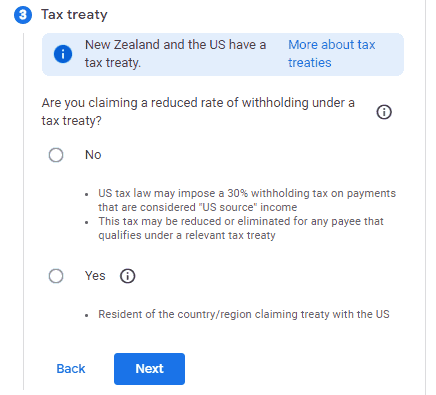 3 Tax treaty
New Zealand and the US have a More about tax
tax treaty. treaties
Are you claiming a reduced rate of withholding under a
tax treaty?
No
• US tax law may impose a 30% withholding tax on payments
that are considered "US source" income
• This tax may be reduced or eliminated for any payee that
qualifies under a relevant tax treaty
Yes
• Resident of the country/region claiming treaty with the US
Back Next